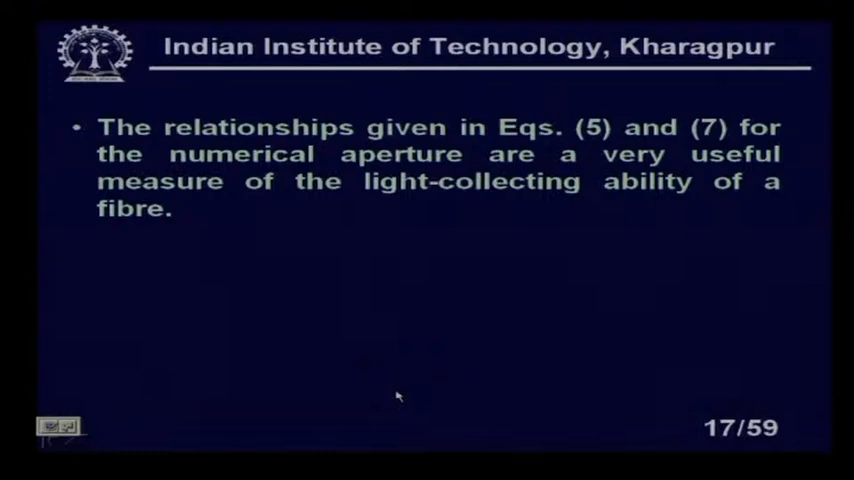 Indian Institute of Technology, Kharagpur
• The relationships given in Eqs. (5) and (7) for
the numerical aperture are a very useful
measure of the light-collecting ability of a
fibre.
17/59